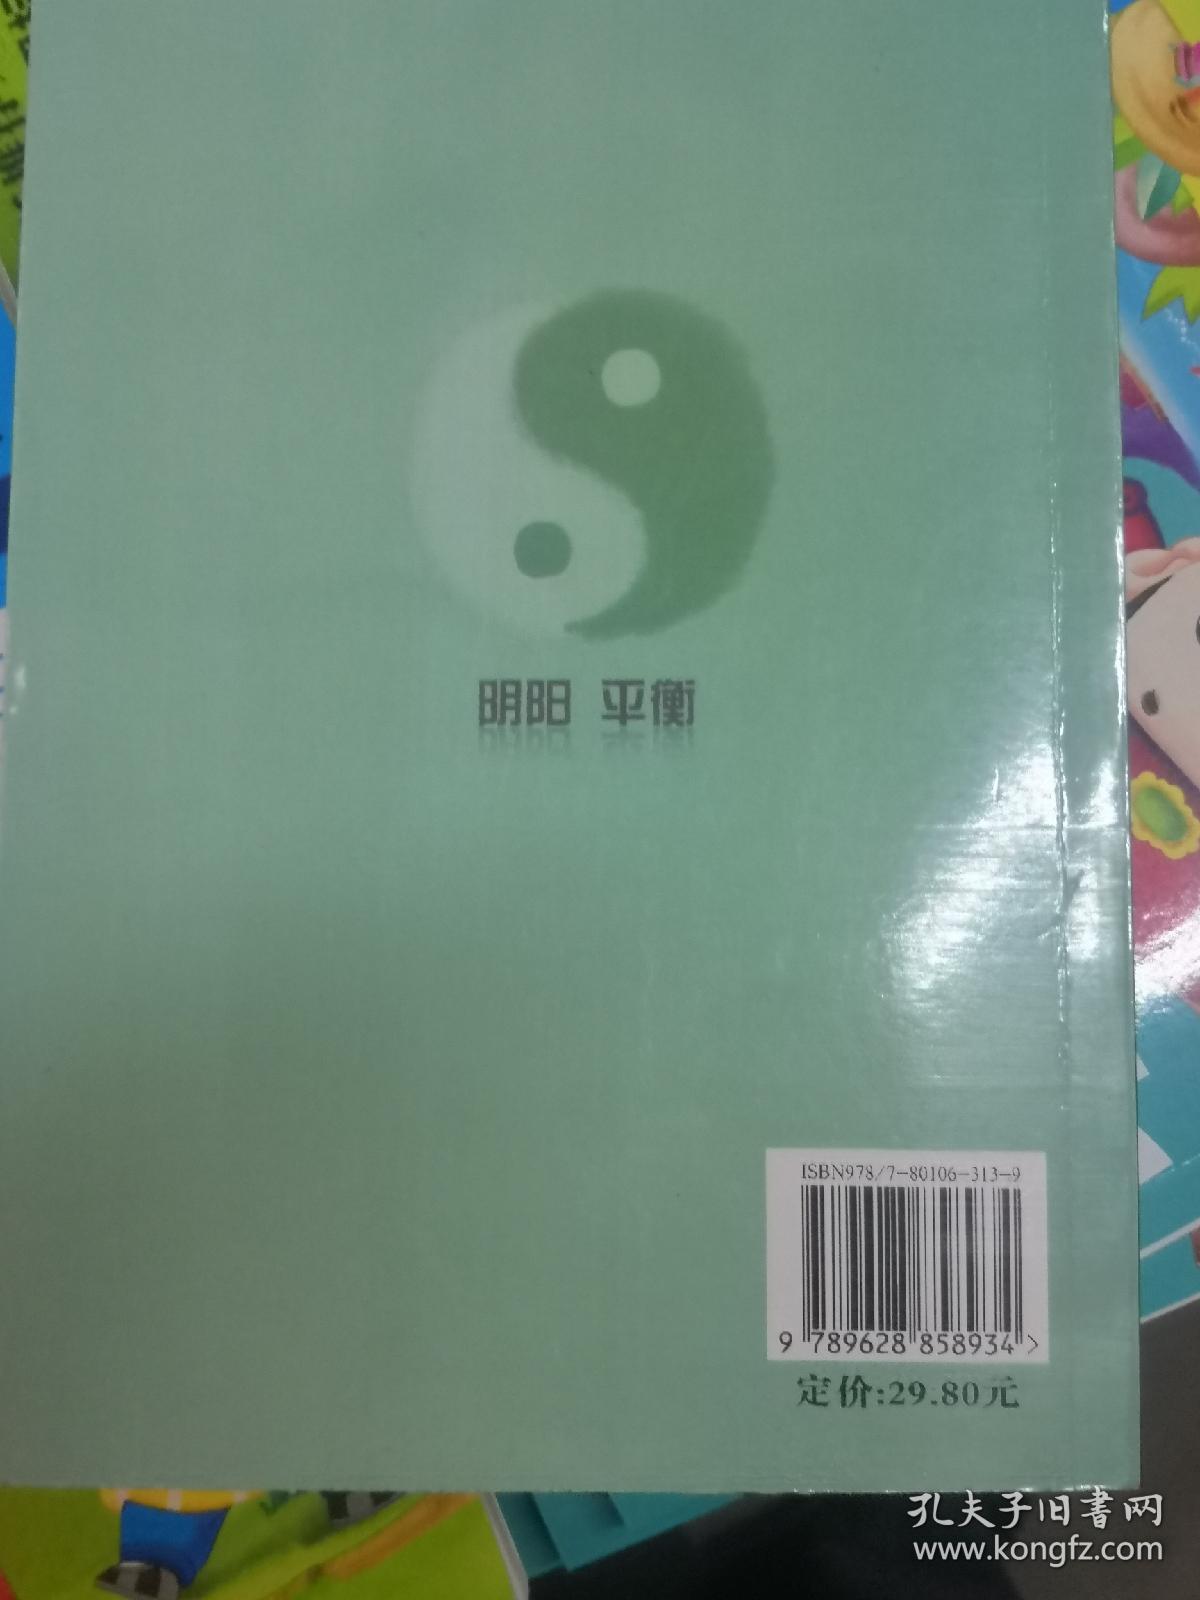 阴阳 平衡
ISBN978/7-80106-313-9
9 789628 858934 >
定价:29.80元
孔夫子旧书网
www.kongfz.com